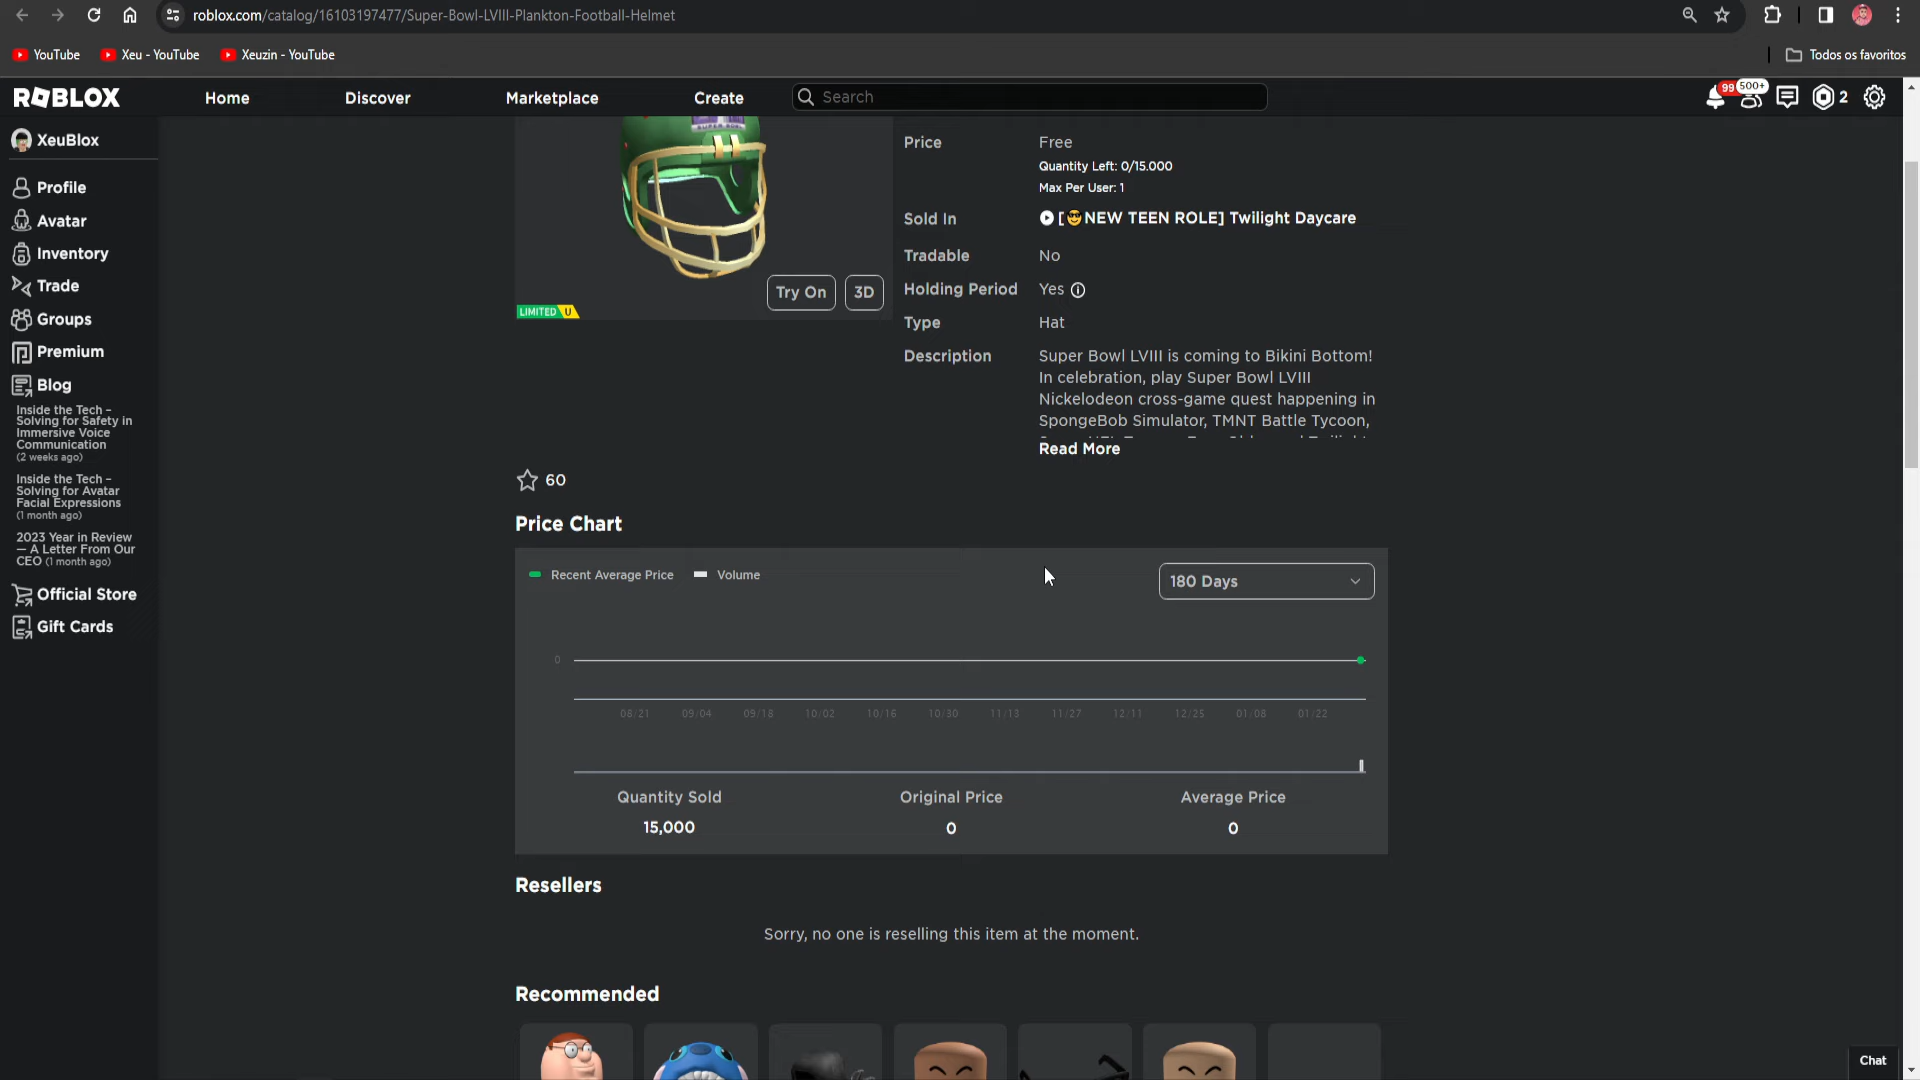 roblox.com/catalog/16103197477/Super-Bowl-LVIII-Plankton-Football-Helmet
YouTube
Xeu - YouTube
Xeuzin - YouTube
Todos os favoritos
ROBLOX
Home
Discover
Marketplace
Create
Search
99
500+
2
XeuBlox
Profile
Avatar
Inventory
Trade
Groups
Premium
Blog
Inside the Tech –
Solving for Safety in
Immersive Voice
Communication
(2 weeks ago)
Inside the Tech –
Solving for Avatar
Facial Expressions
(1 month ago)
2023 Year in Review
— A Letter From Our
CEO (1 month ago)
Official Store
Gift Cards
SUPER BOWL
Try On
3D
LIMITED U
Price
Free
Quantity Left: 0/15.000
Max Per User: 1
Sold In
[😎NEW TEEN ROLE] Twilight Daycare
Tradable
No
Holding Period
Yes
Type
Hat
Description
Super Bowl LVIII is coming to Bikini Bottom!
In celebration, play Super Bowl LVIII
Nickelodeon cross-game quest happening in
SpongeBob Simulator, TMNT Battle Tycoon,
Read More
60
Price Chart
Recent Average Price
Volume
180 Days
0
08/21 09/04 09/18 10/02 10/16 10/30 11/13 11/27 12/11 12/25 01/08 01/22
Quantity Sold
15,000
Original Price
0
Average Price
0
Resellers
Sorry, no one is reselling this item at the moment.
Recommended
Chat